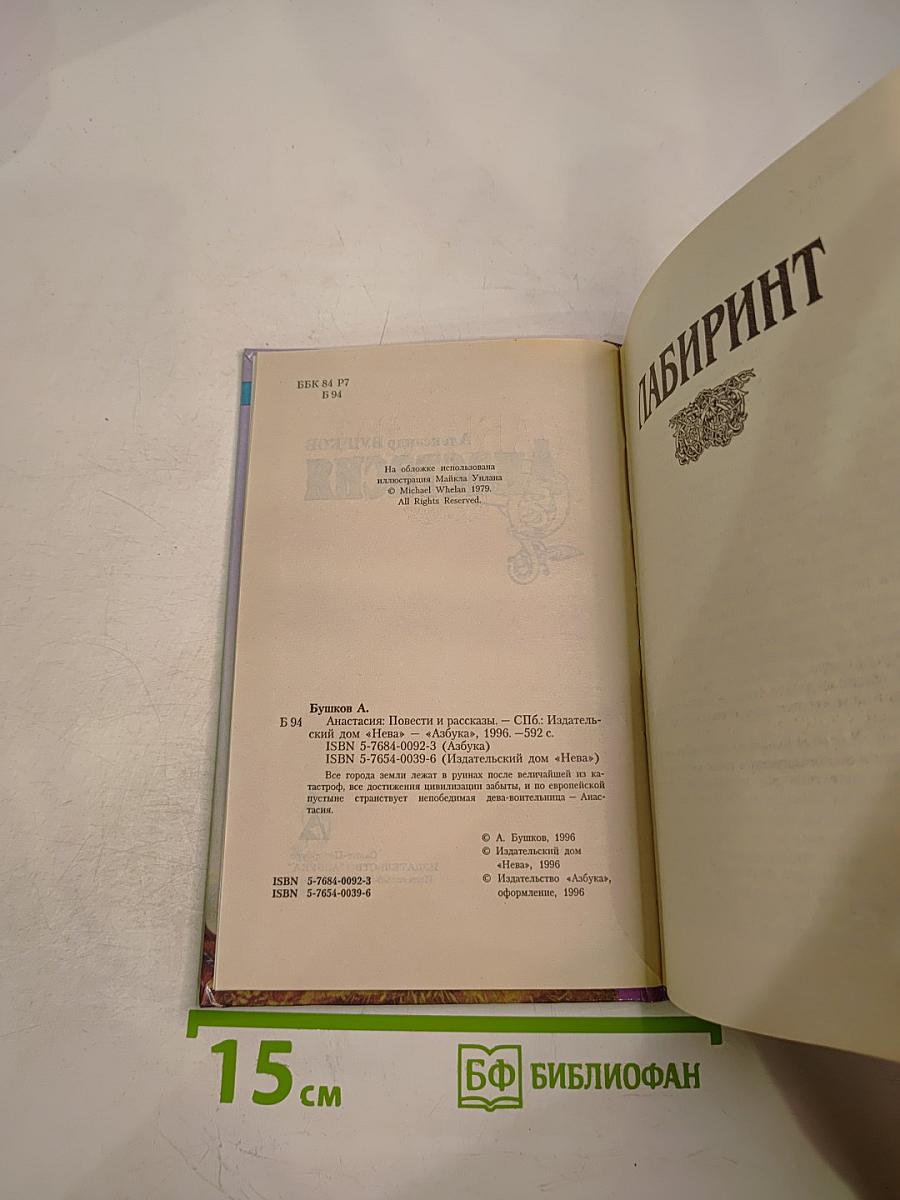 ББК 84 Р7
Б 94
На обложке использована
иллюстрация Майкла Уилана
© Michael Whelan 1979.
All Rights Reserved.
Бушков А.
Б 94 Анастасия: Повести и рассказы. — СПб.: Издатель-
ский дом «Нева» — «Азбука», 1996. —592 с.
ISBN 5-7684-0092-3 (Азбука)
ISBN 5-7654-0039-6 (Издательский дом «Нева»)
Все города земли лежат в руинах после величайшей из ка-
тастроф, все достижения цивилизации забыты, и по европейской
пустыне странствует непобедимая дева-воительница — Анас-
тасия.
© А. Бушков, 1996
© Издательский дом
«Нева», 1996
© Издательство «Азбука»,
оформление, 1996
ISBN 5-7684-0092-3
ISBN 5-7654-0039-6
ЛАБИРИНТ
15 см
БФ БИБЛИОФАН